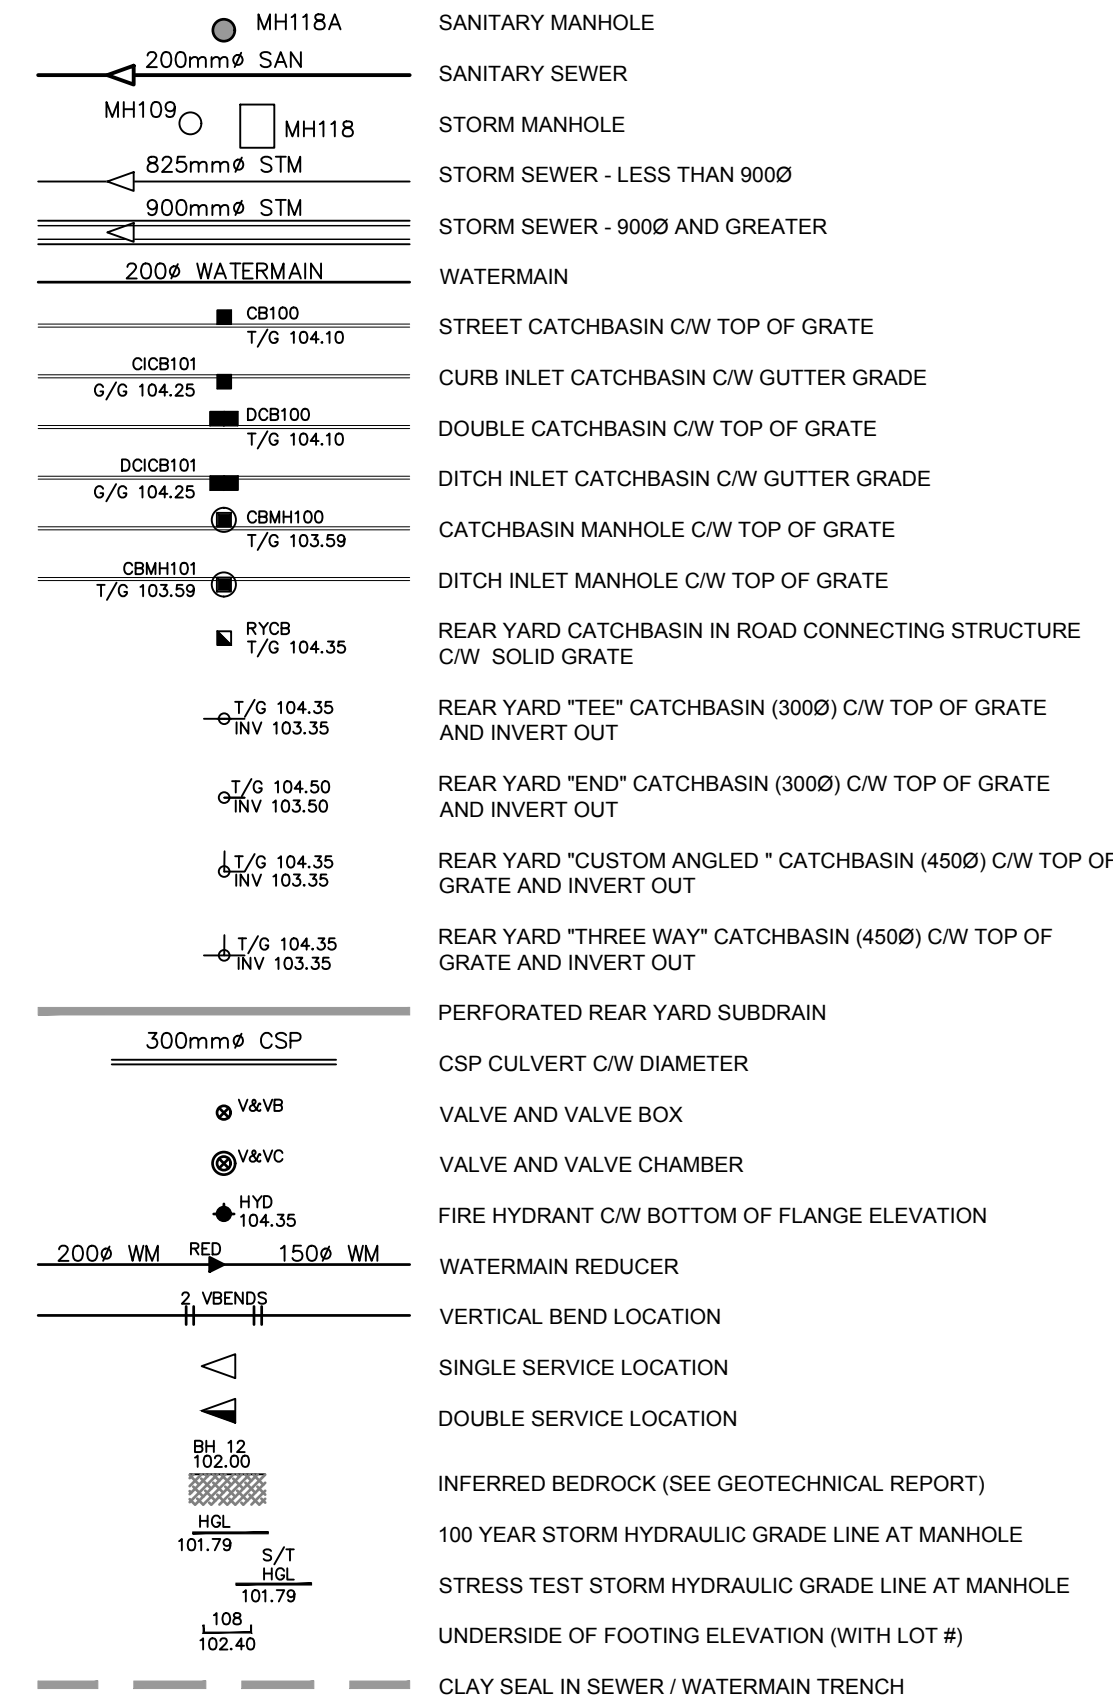 MH118A SANITARY MANHOLE
200mmø SAN SANITARY SEWER
MH109 MH118 STORM MANHOLE
825mmø STM STORM SEWER - LESS THAN 900Ø
900mmø STM STORM SEWER - 900Ø AND GREATER
200ø WATERMAIN WATERMAIN
CB100
T/G 104.10
STREET CATCHBASIN C/W TOP OF GRATE
CICB101
G/G 104.25
CURB INLET CATCHBASIN C/W GUTTER GRADE
DCB100
T/G 104.10
DOUBLE CATCHBASIN C/W TOP OF GRATE
DCICB101
G/G 104.25
DITCH INLET CATCHBASIN C/W GUTTER GRADE
CBMH100
T/G 103.59
CATCHBASIN MANHOLE C/W TOP OF GRATE
CBMH101
T/G 103.59
DITCH INLET MANHOLE C/W TOP OF GRATE
RYCB
T/G 104.35
REAR YARD CATCHBASIN IN ROAD CONNECTING STRUCTURE
C/W SOLID GRATE
T/G 104.35
INV 103.35
REAR YARD "TEE" CATCHBASIN (300Ø) C/W TOP OF GRATE
AND INVERT OUT
T/G 104.50
INV 103.50
REAR YARD "END" CATCHBASIN (300Ø) C/W TOP OF GRATE
AND INVERT OUT
T/G 104.35
INV 103.35
REAR YARD "CUSTOM ANGLED " CATCHBASIN (450Ø) C/W TOP OF
GRATE AND INVERT OUT
T/G 104.35
INV 103.35
REAR YARD "THREE WAY" CATCHBASIN (450Ø) C/W TOP OF
GRATE AND INVERT OUT
PERFORATED REAR YARD SUBDRAIN
300mmø CSP CSP CULVERT C/W DIAMETER
V&VB VALVE AND VALVE BOX
V&VC VALVE AND VALVE CHAMBER
HYD
104.35
FIRE HYDRANT C/W BOTTOM OF FLANGE ELEVATION
200ø WM RED 150ø WM WATERMAIN REDUCER
2 VBENDS VERTICAL BEND LOCATION
SINGLE SERVICE LOCATION
DOUBLE SERVICE LOCATION
BH 12
102.00
INFERRED BEDROCK (SEE GEOTECHNICAL REPORT)
HGL
101.79
100 YEAR STORM HYDRAULIC GRADE LINE AT MANHOLE
S/T
HGL
101.79
STRESS TEST STORM HYDRAULIC GRADE LINE AT MANHOLE
108
102.40
UNDERSIDE OF FOOTING ELEVATION (WITH LOT #)
CLAY SEAL IN SEWER / WATERMAIN TRENCH